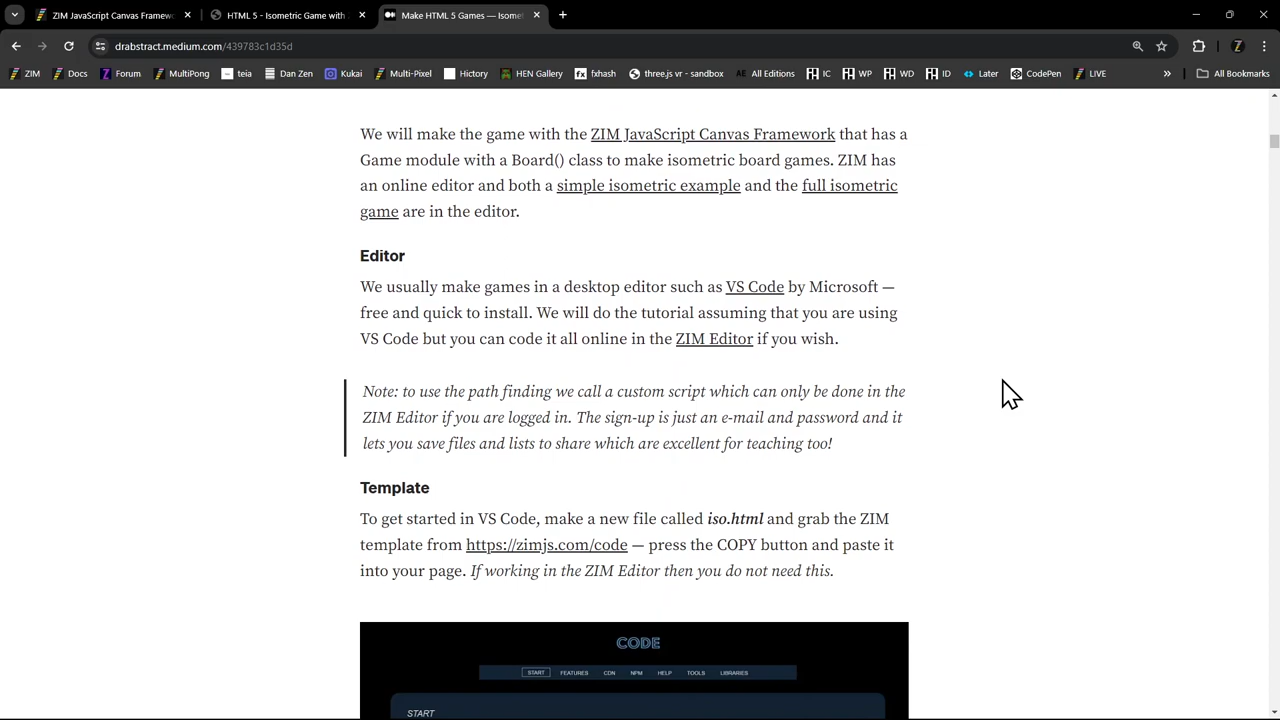 ZIM JavaScript Canvas Framewo
HTML 5 - Isometric Game with
Make HTML 5 Games — Isomet
drabstract.medium.com/439783c1d35d
ZIM
Docs
Forum
MultiPong
teia
Dan Zen
Kukai
Multi-Pixel
Hictory
HEN Gallery
fx fxhash
three.js vr - sandbox
AE All Editions
IC
WP
WD
ID
Later
CodePen
LIVE
»
All Bookmarks
We will make the game with the ZIM JavaScript Canvas Framework that has a
Game module with a Board() class to make isometric board games. ZIM has
an online editor and both a simple isometric example and the full isometric
game are in the editor.
Editor
We usually make games in a desktop editor such as VS Code by Microsoft —
free and quick to install. We will do the tutorial assuming that you are using
VS Code but you can code it all online in the ZIM Editor if you wish.
Note: to use the path finding we call a custom script which can only be done in the
ZIM Editor if you are logged in. The sign-up is just an e-mail and password and it
lets you save files and lists to share which are excellent for teaching too!
Template
To get started in VS Code, make a new file called iso.html and grab the ZIM
template from https://zimjs.com/code — press the COPY button and paste it
into your page. If working in the ZIM Editor then you do not need this.
CODE
START FEATURES CDN NPM HELP TOOLS LIBRARIES
START